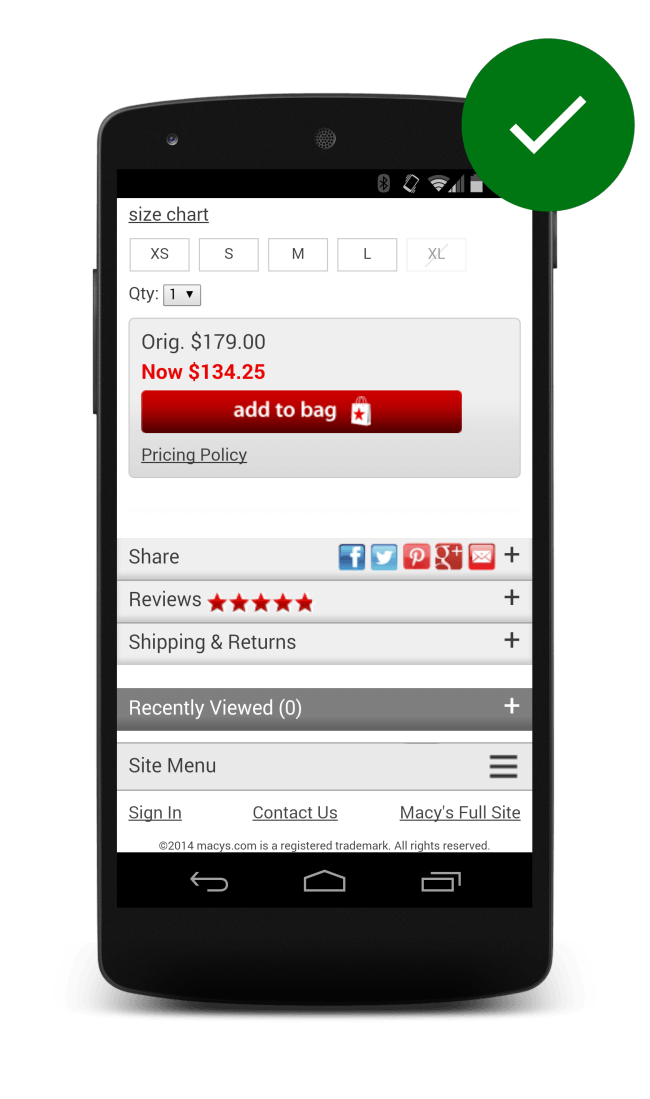 size chart
XS S M L XL
Qty: 1 ▼
Orig. $179.00
Now $134.25
add to bag
Pricing Policy
Share f g+ +
Reviews +
Shipping & Returns +
Recently Viewed (0) +
Site Menu
Sign In Contact Us Macy's Full Site
©2014 macys.com is a registered trademark. All rights reserved.